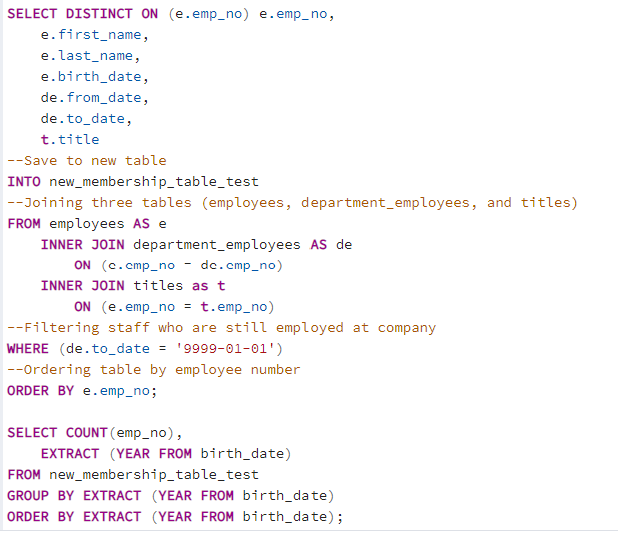 SELECT DISTINCT ON (e.emp_no) e.emp_no,
    e.first_name,
    e.last_name,
    e.birth_date,
    de.from_date,
    de.to_date,
    t.title
--Save to new table
INTO new_membership_table_test
--Joining three tables (employees, department_employees, and titles)
FROM employees AS e
    INNER JOIN department_employees AS de
        ON (e.emp_no = de.emp_no)
    INNER JOIN titles as t
        ON (e.emp_no = t.emp_no)
--Filtering staff who are still employed at company
WHERE (de.to_date = '9999-01-01')
--Ordering table by employee number
ORDER BY e.emp_no;

SELECT COUNT(emp_no),
    EXTRACT (YEAR FROM birth_date)
FROM new_membership_table_test
GROUP BY EXTRACT (YEAR FROM birth_date)
ORDER BY EXTRACT (YEAR FROM birth_date);